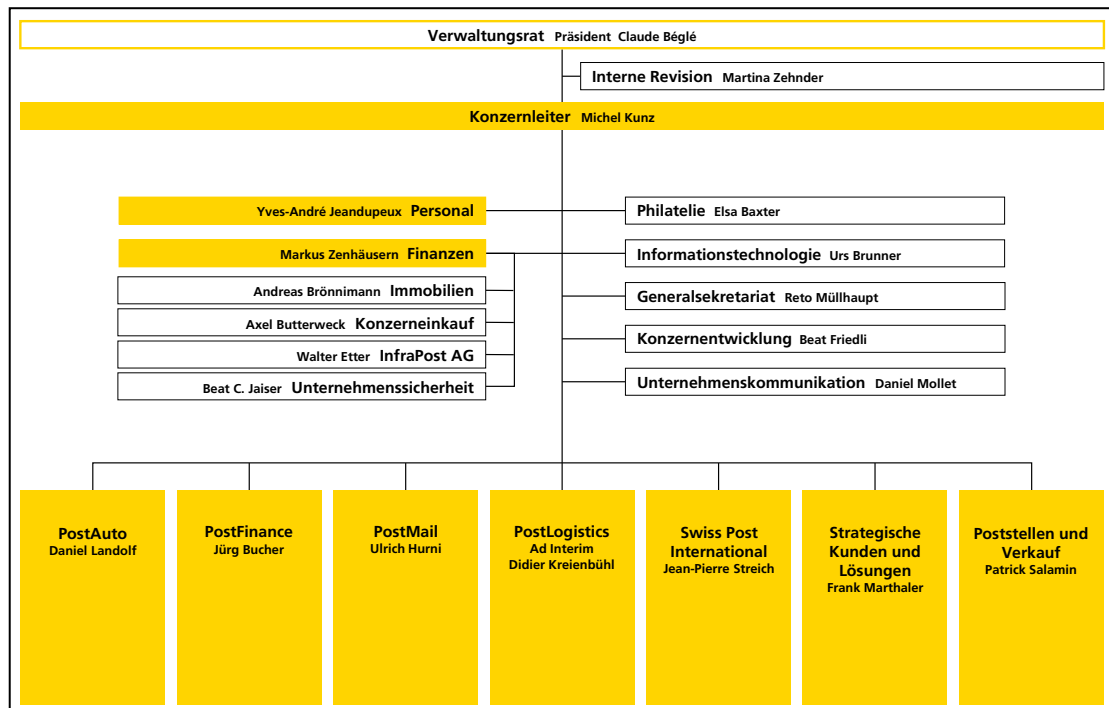 Verwaltungsrat Präsident Claude Béglé
Interne Revision Martina Zehnder
Konzernleiter Michel Kunz
Yves-André Jeandupeux Personal
Markus Zenhäusern Finanzen
Andreas Brönnimann Immobilien
Axel Butterweck Konzerneinkauf
Walter Etter InfraPost AG
Beat C. Jaiser Unternehmenssicherheit
Philatelie Elsa Baxter
Informationstechnologie Urs Brunner
Generalsekretariat Reto Müllhaupt
Konzernentwicklung Beat Friedli
Unternehmenskommunikation Daniel Mollet
PostAuto
Daniel Landolf
PostFinance
Jürg Bucher
PostMail
Ulrich Hurni
PostLogistics
Ad Interim
Didier Kreienbühl
Swiss Post
International
Jean-Pierre Streich
Strategische
Kunden und
Lösungen
Frank Marthaler
Poststellen und
Verkauf
Patrick Salamin